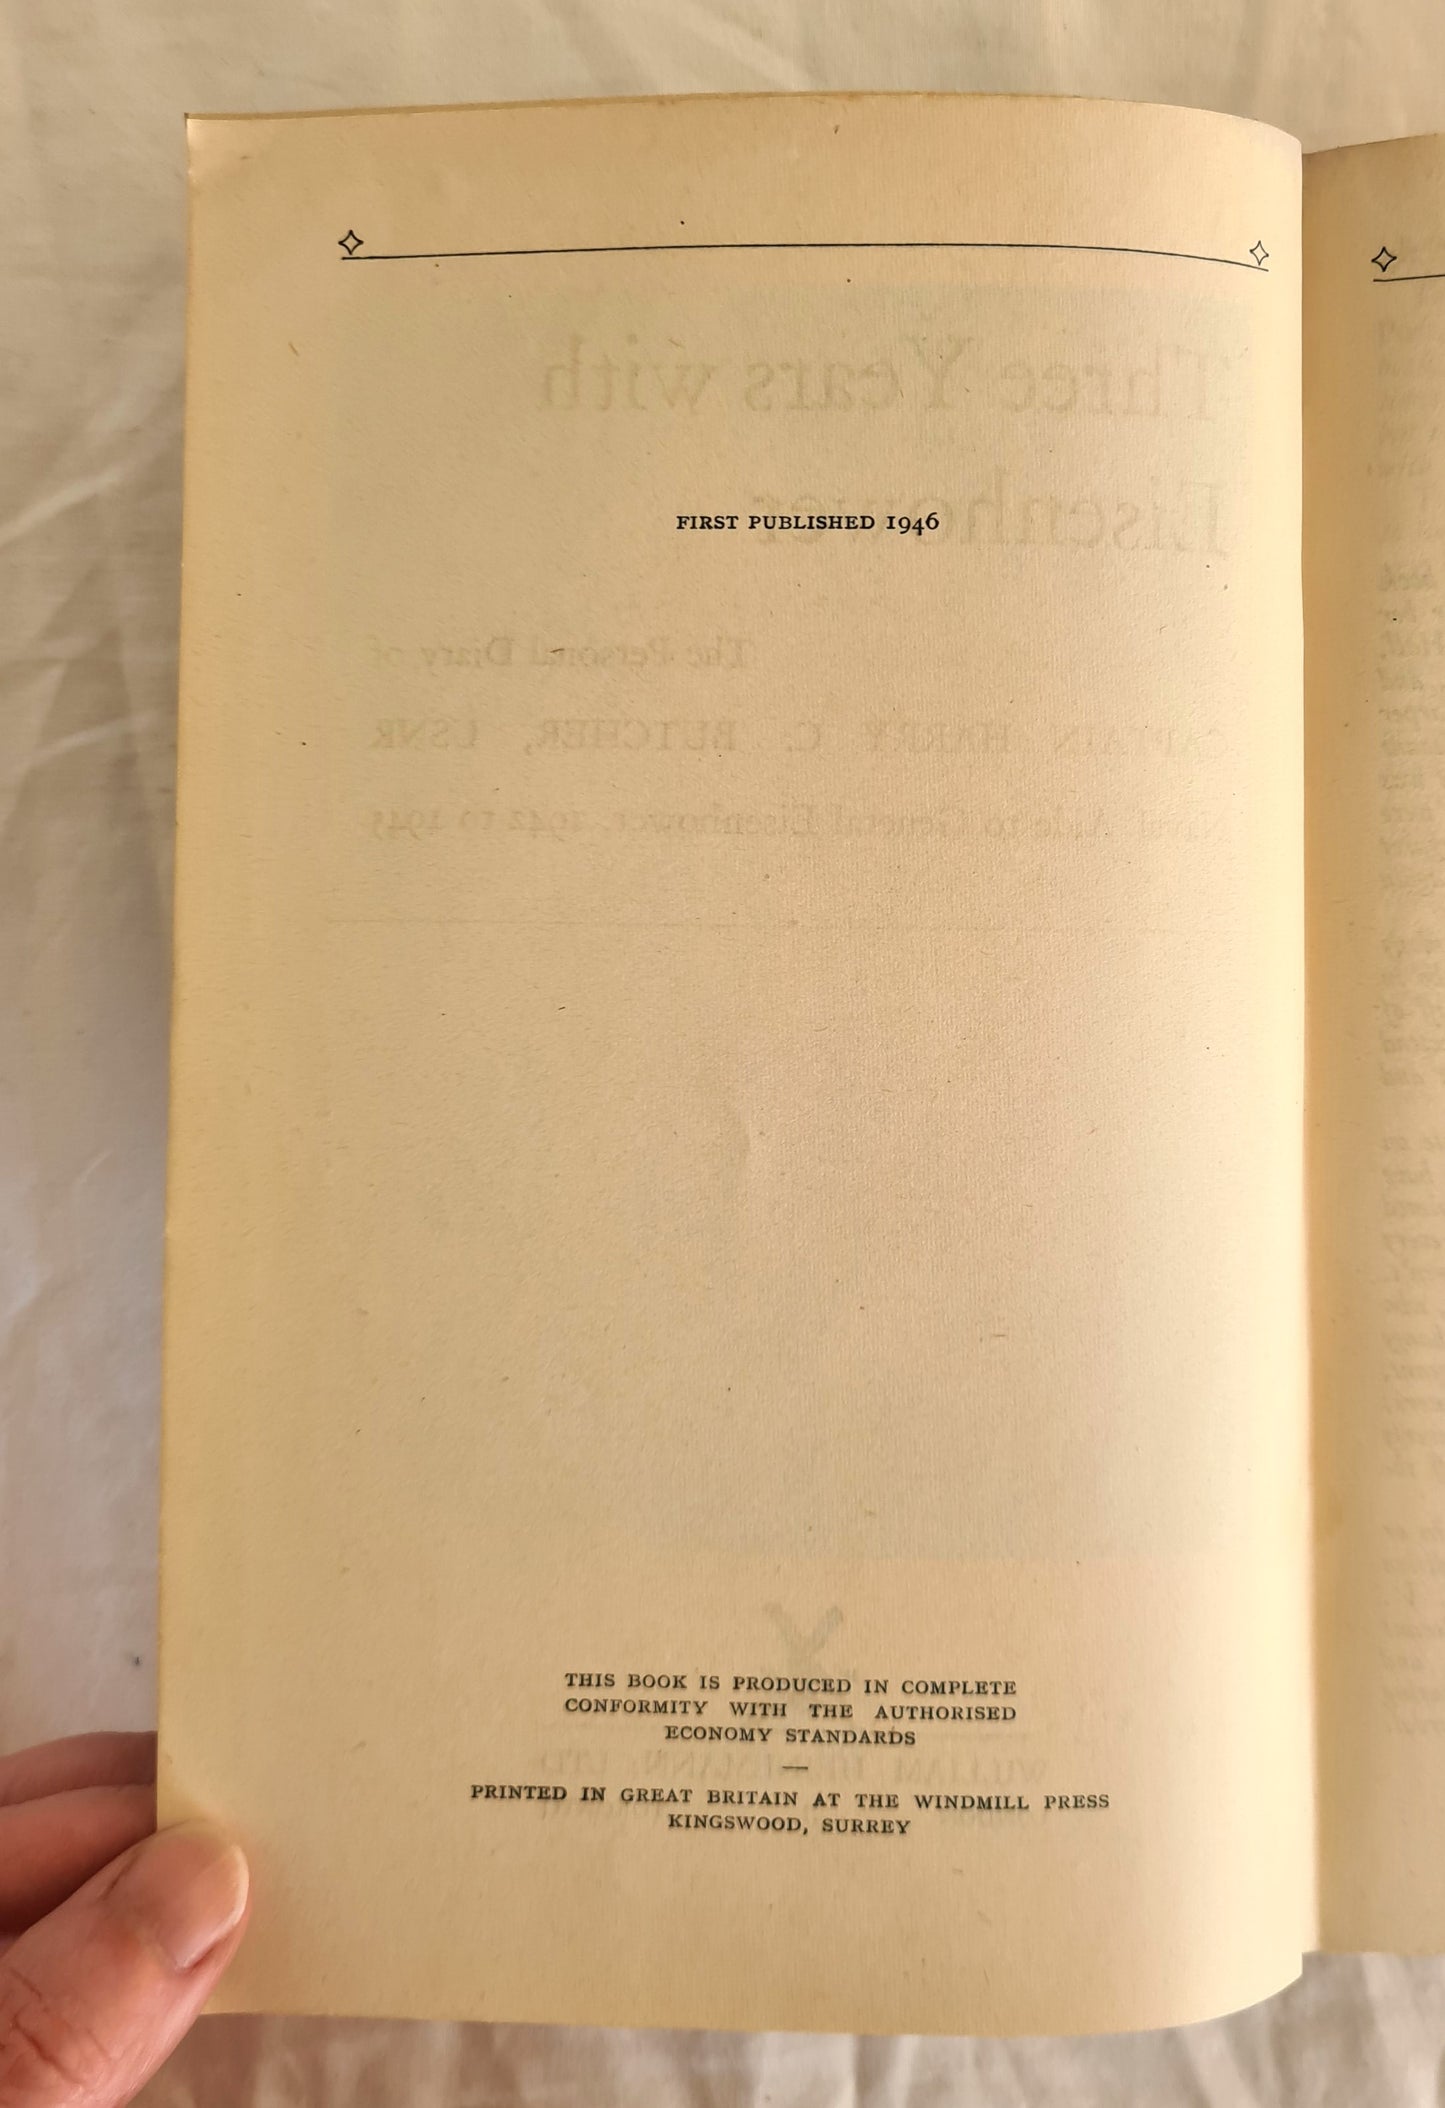 FIRST PUBLISHED 1946
THIS BOOK IS PRODUCED IN COMPLETE
CONFORMITY WITH THE AUTHORISED
ECONOMY STANDARDS
—
PRINTED IN GREAT BRITAIN AT THE WINDMILL PRESS
KINGSWOOD, SURREY